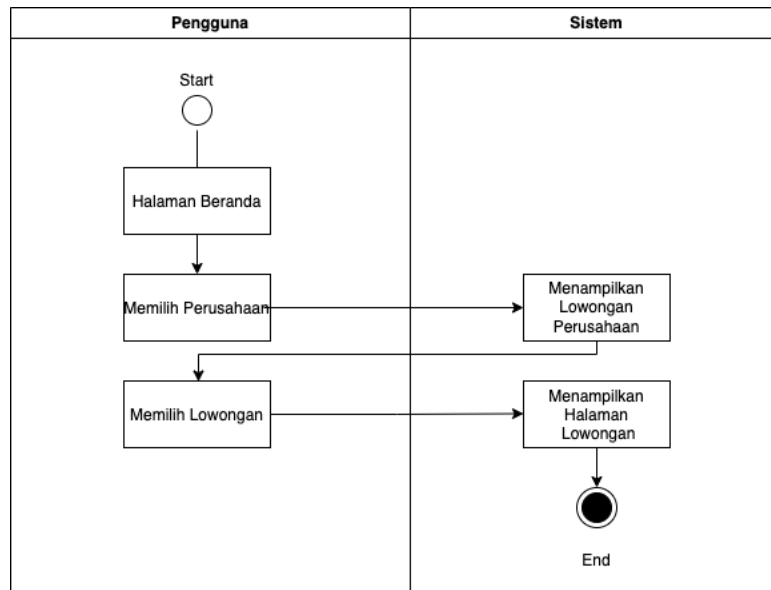 Pengguna
Sistem
Start
Halaman Beranda
Memilih Perusahaan
Menampilkan
Lowongan
Perusahaan
Memilih Lowongan
Menampilkan
Halaman
Lowongan
End